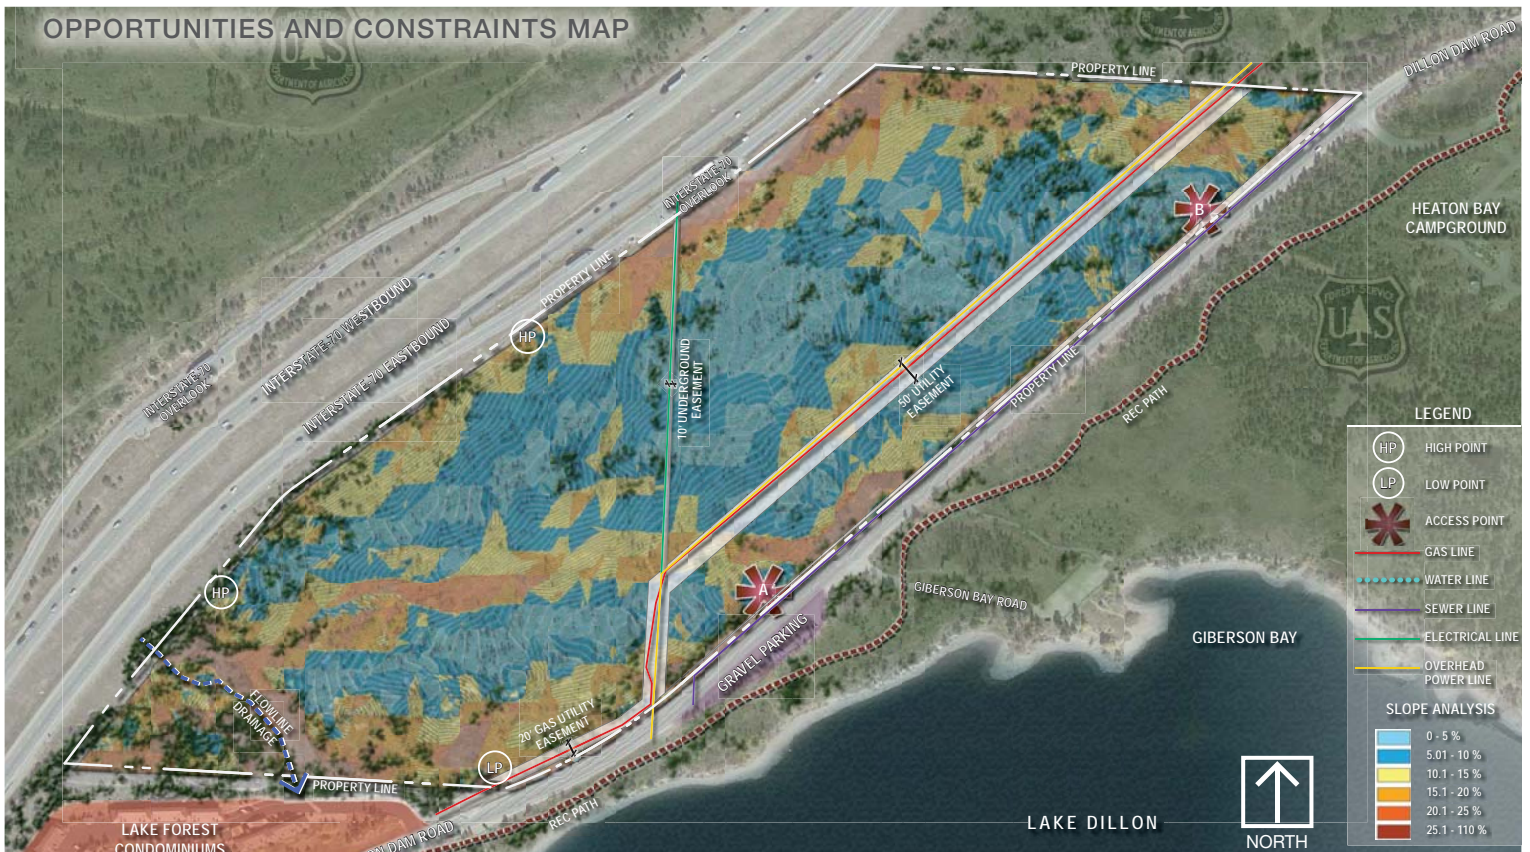 OPPORTUNITIES AND CONSTRAINTS MAP
PROPERTY LINE
DILLON DAM ROAD
INTERSTATE-70
OVERLOOK
B
HEATON BAY
CAMPGROUND
PROPERTY LINE
INTERSTATE-70 WESTBOUND
INTERSTATE-70 EASTBOUND
INTERSTATE-70
OVERLOOK
HP
10' UNDERGROUND
EASEMENT
50' UTILITY
EASEMENT
PROPERTY LINE
REC PATH
FOREST SERVICE
US
LEGEND
HP HIGH POINT
LP LOW POINT
ACCESS POINT
GAS LINE
WATER LINE
SEWER LINE
ELECTRICAL LINE
OVERHEAD
POWER LINE
SLOPE ANALYSIS
0 - 5 %
5.01 - 10 %
10.1 - 15 %
15.1 - 20 %
20.1 - 25 %
25.1 - 110 %
HP
A
GIBERSON BAY ROAD
GIBERSON BAY
GRAVEL PARKING
FLOWLINE
DRAINAGE
20' GAS UTILITY
EASEMENT
LP
PROPERTY LINE
REC PATH
LAKE DILLON
NORTH
LAKE FOREST
CONDOMINIUMS
DAM ROAD